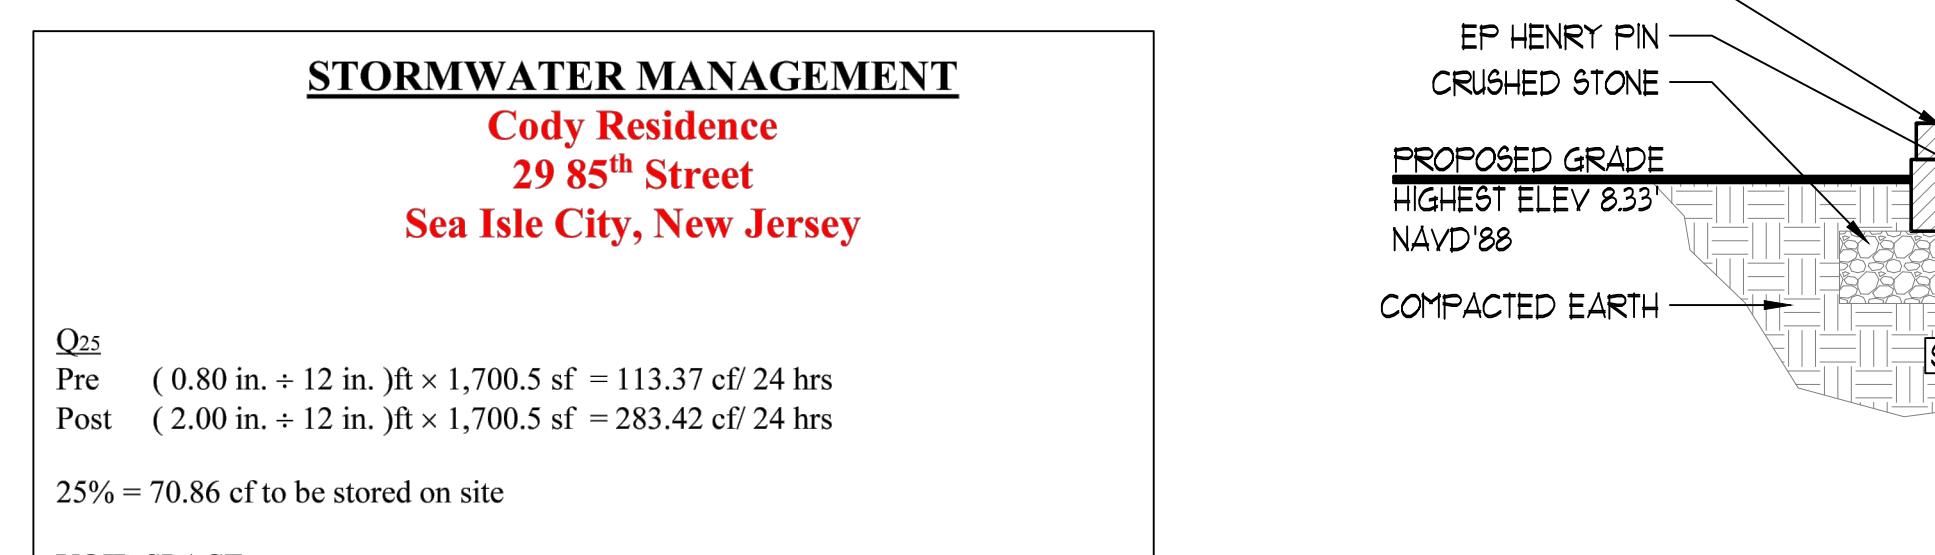 STORMWATER MANAGEMENT
Cody Residence
29 85th Street
Sea Isle City, New Jersey
Q25
Pre ( 0.80 in. ÷ 12 in. )ft × 1,700.5 sf = 113.37 cf/ 24 hrs
Post ( 2.00 in. ÷ 12 in. )ft × 1,700.5 sf = 283.42 cf/ 24 hrs
25% = 70.86 cf to be stored on site
EP HENRY PIN
CRUSHED STONE
PROPOSED GRADE
HIGHEST ELEV 8.33'
NAVD'88
COMPACTED EARTH